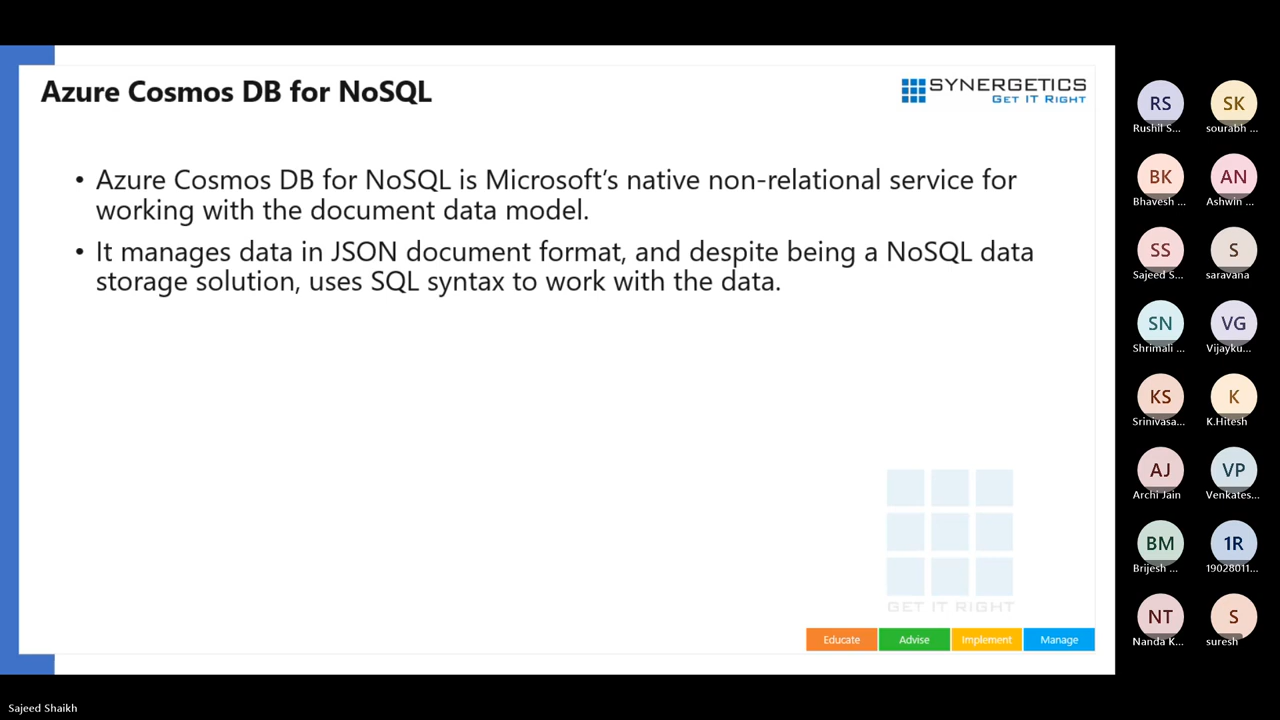 Azure Cosmos DB for NoSQL
SYNERGETICS
GET IT RIGHT
• Azure Cosmos DB for NoSQL is Microsoft’s native non-relational service for
working with the document data model.
• It manages data in JSON document format, and despite being a NoSQL data
storage solution, uses SQL syntax to work with the data.
GET IT RIGHT
Educate Advise Implement Manage
RS SK
Rushil S... sourabh ...
BK AN
Bhavesh ... Ashwin ...
SS S
Sajeed S... saravana
SN VG
Shrimali ... Vijayku...
KS K
Srinivasa... K.Hitesh
AJ VP
Archi Jain Venkates...
BM 1R
Brijesh ... 19028011...
NT S
Nanda K... suresh
Sajeed Shaikh